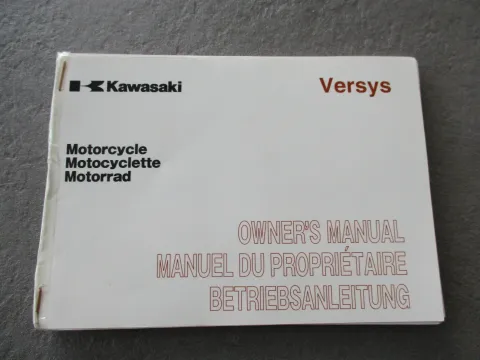 Kawasaki
Versys
Motorcycle
Motocyclette
Motorrad
OWNER'S MANUAL
MANUEL DU PROPRIÉTAIRE
BETRIEBSANLEITUNG